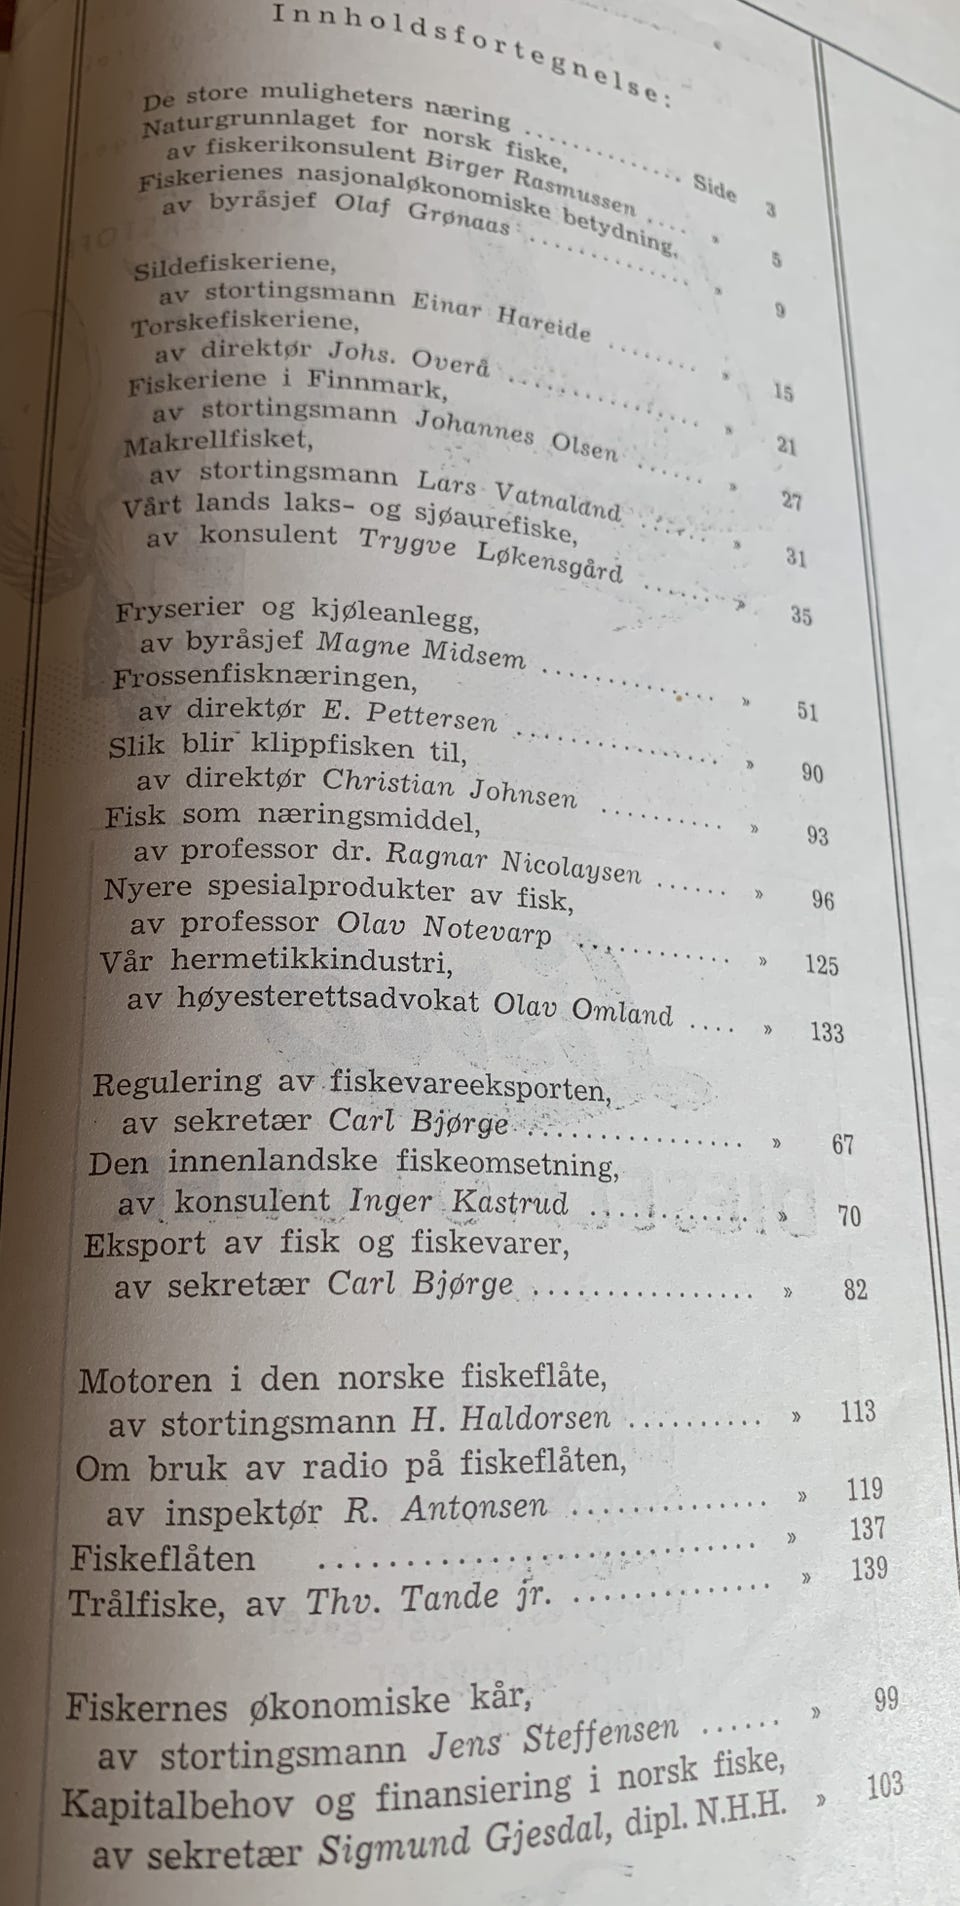 Innholdsfortegnelse:
De store muligheters næring .................. Side 3
Naturgrunnlaget for norsk fiske,
av fiskerikonsulent Birger Rasmussen .... » 5
Fiskerienes nasjonaløkonomiske betydning,
av byråsjef Olaf Grønaas .................. » 9
Sildefiskeriene,
av stortingsmann Einar Hareide ......... » 15
Torskefiskeriene,
av direktør Johs. Overå .................. » 21
Fiskeriene i Finnmark,
av stortingsmann Johannes Olsen ....... » 27
Makrellfisket,
av stortingsmann Lars Vatnaland ....... » 31
Vårt lands laks- og sjøaurefiske,
av konsulent Trygve Løkensgård ........ » 35
Fryserier og kjøleanlegg,
av byråsjef Magne Midsem ............... » 51
Frossenfisknæringen,
av direktør E. Pettersen .................. » 90
Slik blir klippfisken til,
av direktør Christian Johnsen ........... » 93
Fisk som næringsmiddel,
av professor dr. Ragnar Nicolaysen ...... » 96
Nyere spesialprodukter av fisk,
av professor Olav Notevarp ............. » 125
Vår hermetikkindustri,
av høyesterettsadvokat Olav Omland .... » 133
Regulering av fiskevareeksporten,
av sekretær Carl Bjørge .................. » 67
Den innenlandske fiskeomsetning,
av konsulent Inger Kastrud ............. » 70
Eksport av fisk og fiskevarer,
av sekretær Carl Bjørge ................. » 82
Motoren i den norske fiskeflåte,
av stortingsmann H. Haldorsen .......... » 113
Om bruk av radio på fiskeflåten,
av inspektør R. Antonsen ............... » 119
Fiskeflåten ................................ » 137
Trålfiske, av Thv. Tande jr. ............... » 139
Fiskernes økonomiske kår,
av stortingsmann Jens Steffensen ...... » 99
Kapitalbehov og finansiering i norsk fiske,
av sekretær Sigmund Gjesdal, dipl. N.H.H. » 103